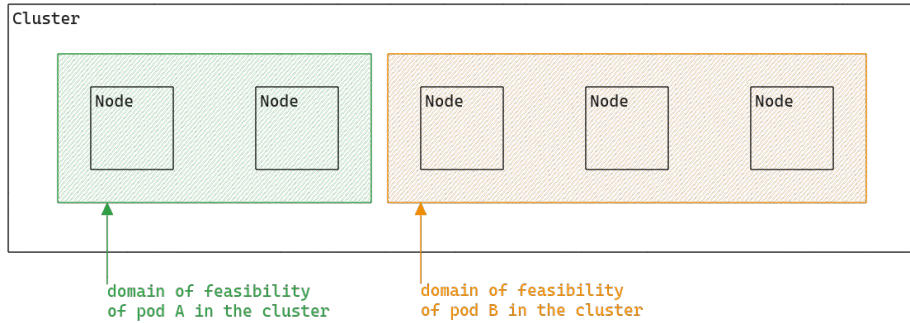 Cluster
Node
Node
Node
Node
Node
domain of feasibility
of pod A in the cluster
domain of feasibility
of pod B in the cluster